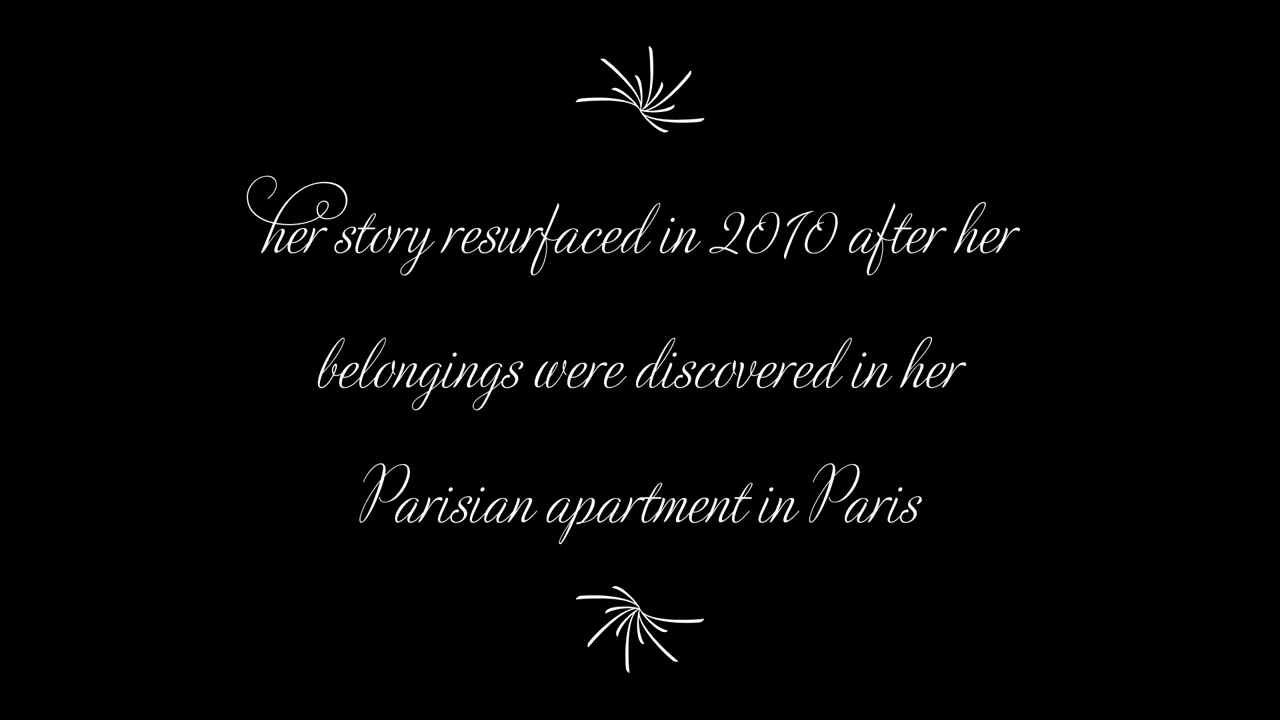 her story resurfaced in 2010 after her
belongings were discovered in her
Parisian apartment in Paris